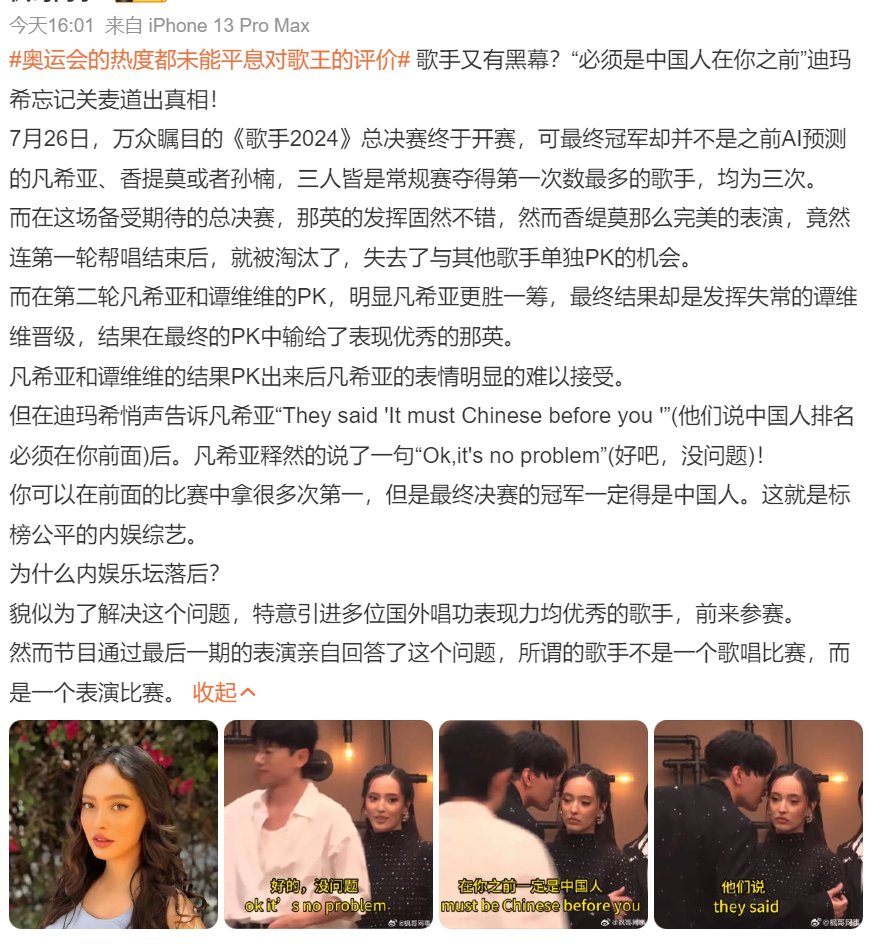 今天16:01 来自 iPhone 13 Pro Max
#奥运会的热度都未能平息对歌王的评价# 歌手又有黑幕？“必须是中国人在你之前”迪玛
希忘记关麦道出真相！
7月26日，万众瞩目的《歌手2024》总决赛终于开赛，可最终冠军却并不是之前AI预测
的凡希亚、香提莫或者孙楠，三人皆是常规赛夺得第一次数最多的歌手，均为三次。
而在这场备受期待的总决赛，那英的发挥固然不错，然而香缇莫那么完美的表演，竟然
连第一轮帮唱结束后，就被淘汰了，失去了与其他歌手单独PK的机会。
而在第二轮凡希亚和谭维维的PK，明显凡希亚更胜一筹，最终结果却是发挥失常的谭维
维晋级，结果在最终的PK中输给了表现优秀的那英。
凡希亚和谭维维的结果PK出来后凡希亚的表情明显的难以接受。
但在迪玛希悄声告诉凡希亚“They said 'It must Chinese before you '”(他们说中国人排名
必须在你前面)后。凡希亚释然的说了一句“Ok,it's no problem”(好吧，没问题)！
你可以在前面的比赛中拿很多次第一，但是最终决赛的冠军一定得是中国人。这就是标
榜公平的内娱综艺。
为什么内娱乐坛落后？
貌似为了解决这个问题，特意引进多位国外唱功表现力均优秀的歌手，前来参赛。
然而节目通过最后一期的表演亲自回答了这个问题，所谓的歌手不是一个歌唱比赛，而
是一个表演比赛。 收起
好的，没问题
ok it’s no problem
在你之前一定是中国人
must be Chinese before you
他们说
they said